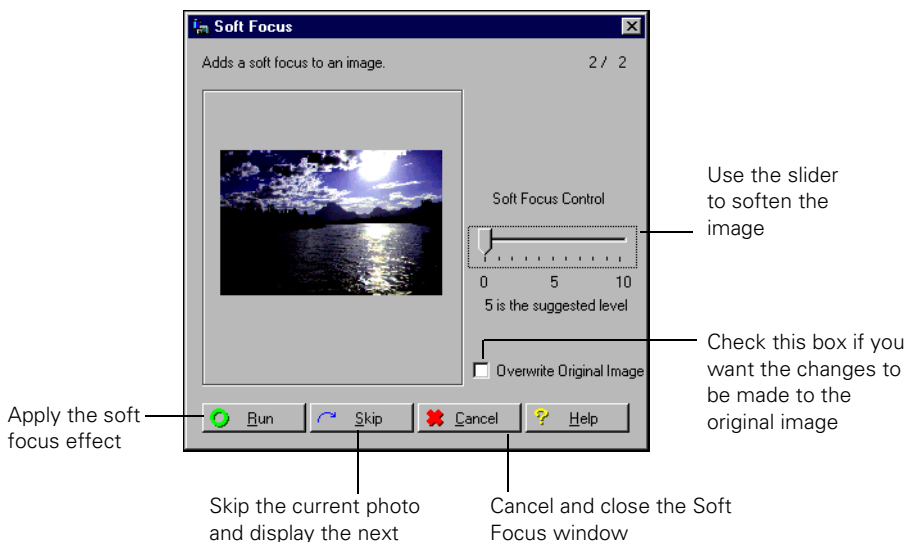 Soft Focus
Adds a soft focus to an image.
2 / 2
Use the slider
to soften the
image
Soft Focus Control
0 5 10
5 is the suggested level
Check this box if you
want the changes to
be made to the
original image
Overwrite Original Image
Apply the soft
focus effect
Run
Skip
Cancel
? Help
Skip the current photo
and display the next
Cancel and close the Soft
Focus window